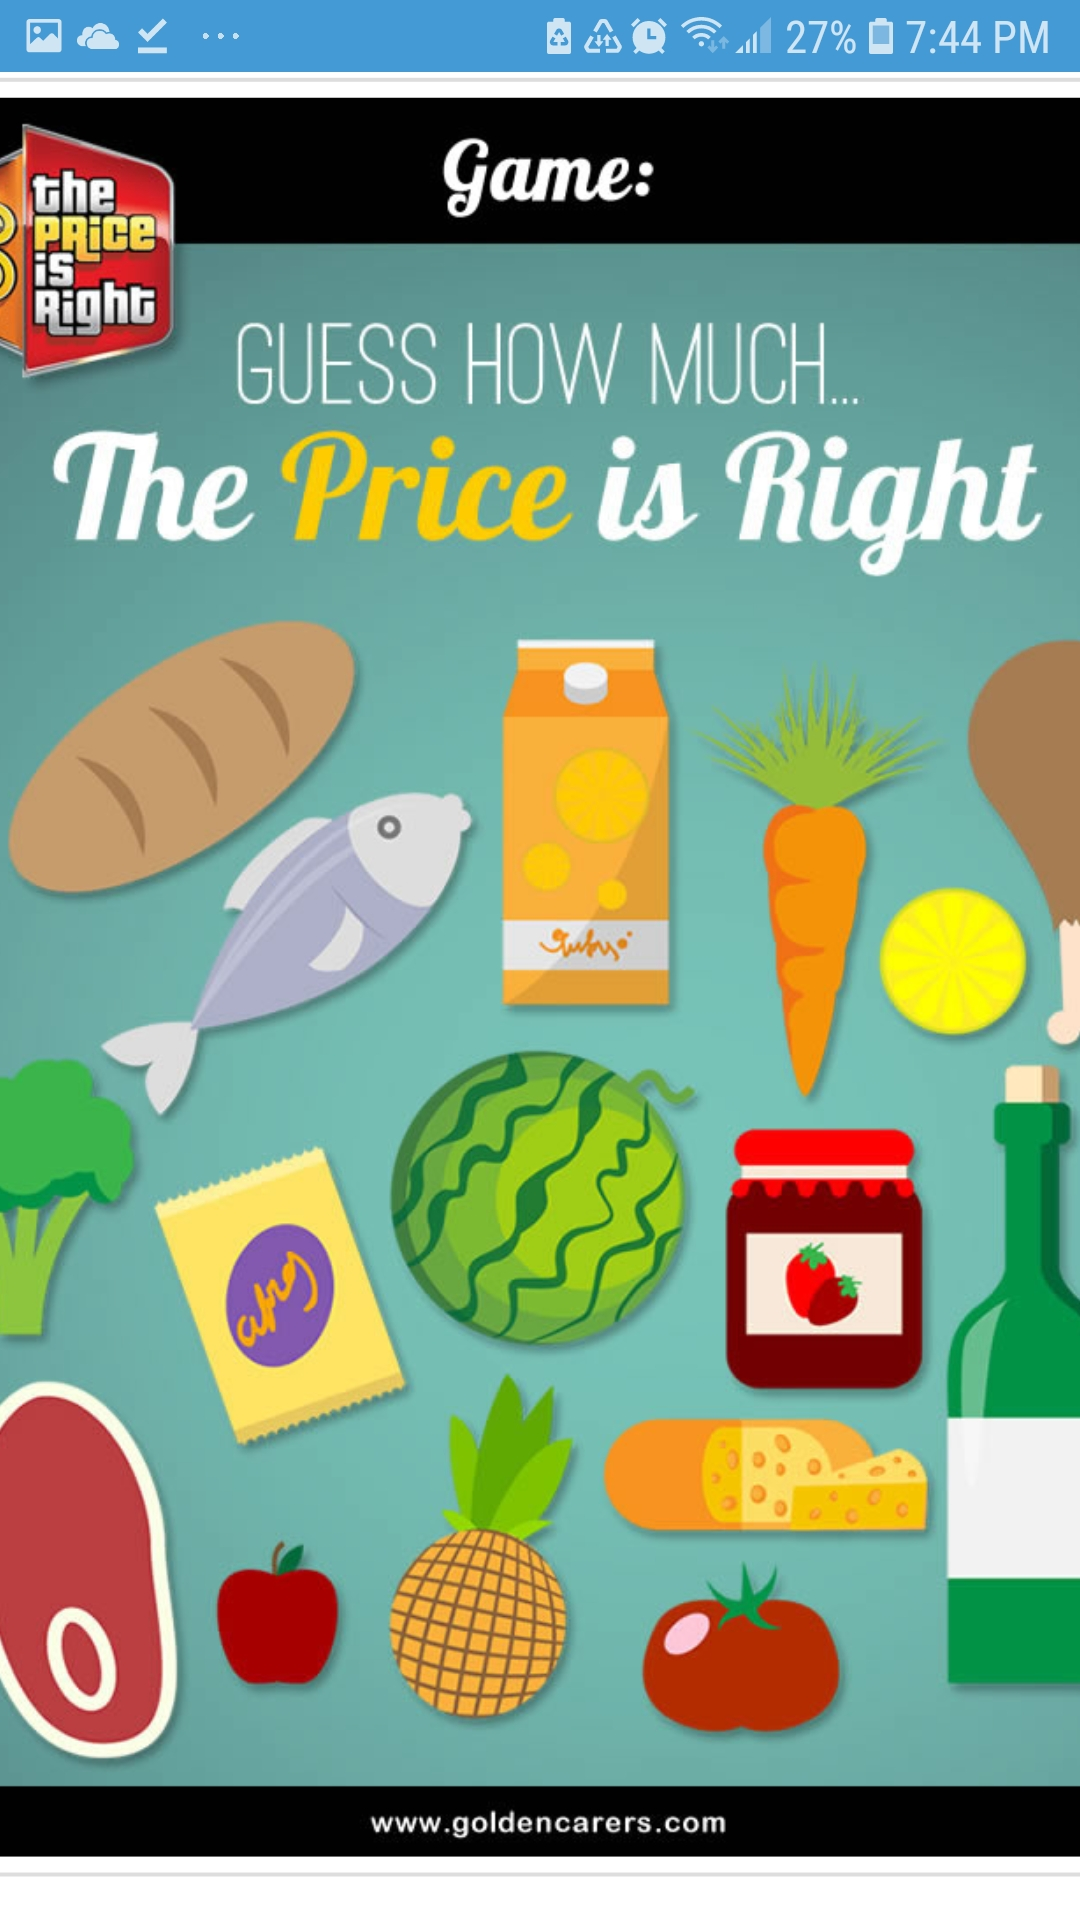 27% 7:44 PM
Game:
the
PRiCe
is
Right
GUESS HOW MUCH...
The Price is Right
www.goldencarers.com